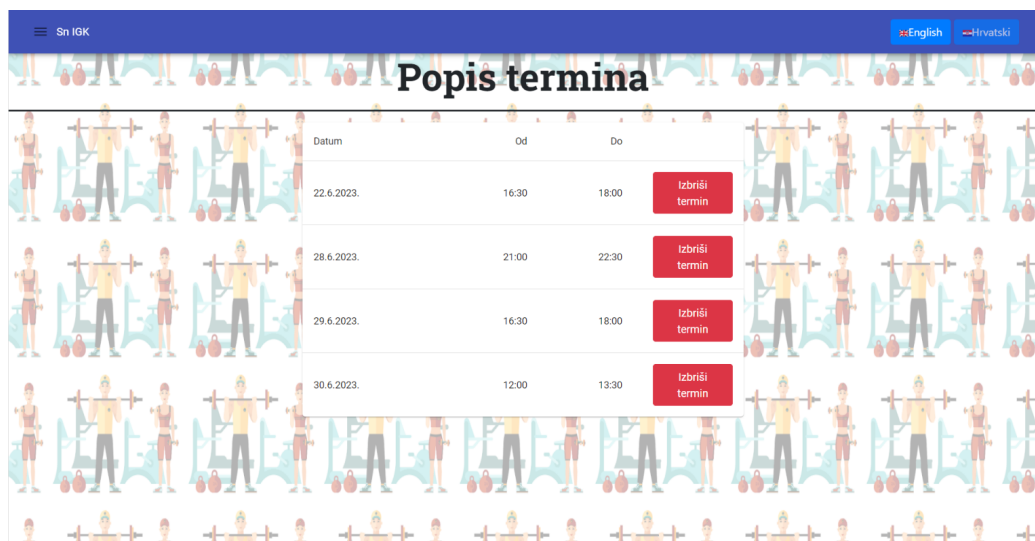 Sn IGK
English Hrvatski
Popis termina
Datum Od Do
22.6.2023. 16:30 18:00 Izbriši
termin
28.6.2023. 21:00 22:30 Izbriši
termin
29.6.2023. 16:30 18:00 Izbriši
termin
30.6.2023. 12:00 13:30 Izbriši
termin